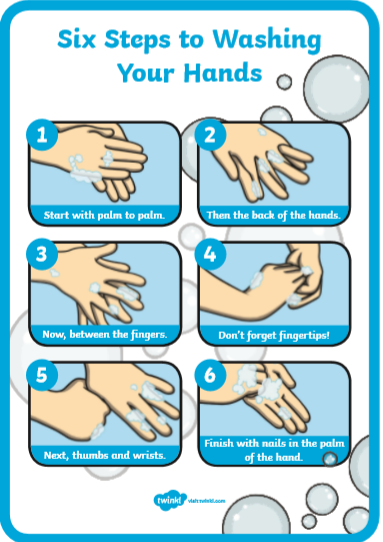 Six Steps to Washing
Your Hands
1
Start with palm to palm.
2
Then the back of the hands.
3
Now, between the fingers.
4
Don't forget fingertips!
5
Next, thumbs and wrists.
6
Finish with nails in the palm
of the hand.
twinkl
visit twinkl.com